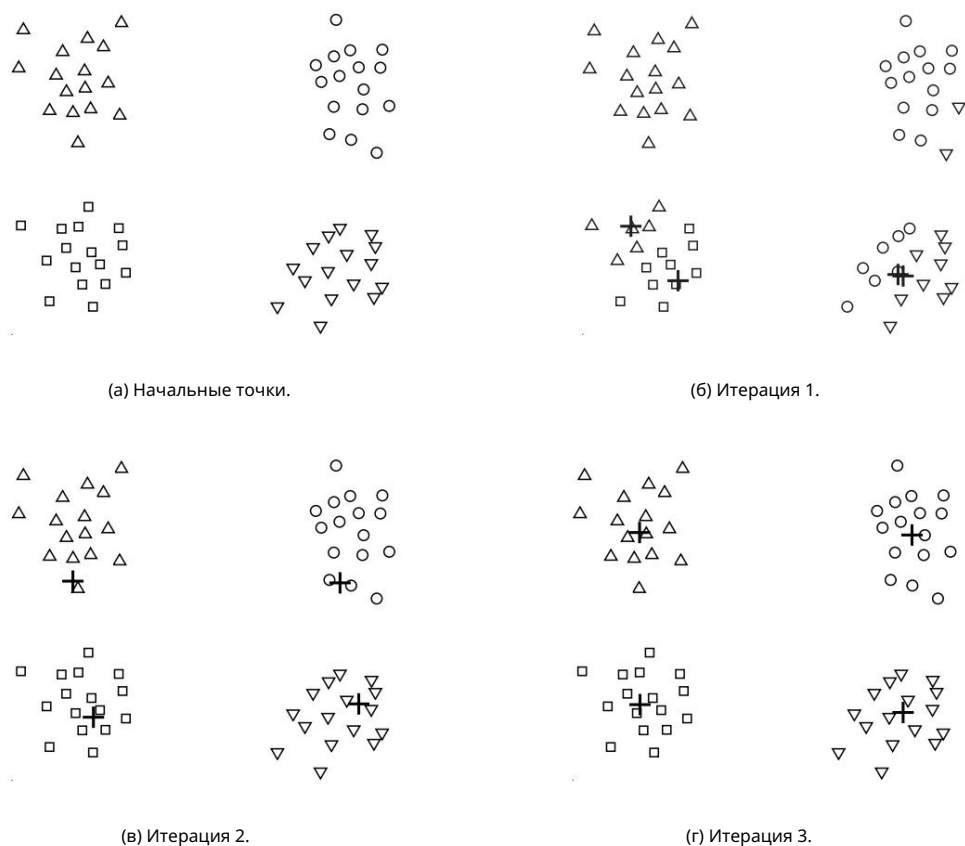 (а) Начальные точки.
(б) Итерация 1.
(в) Итерация 2.
(г) Итерация 3.